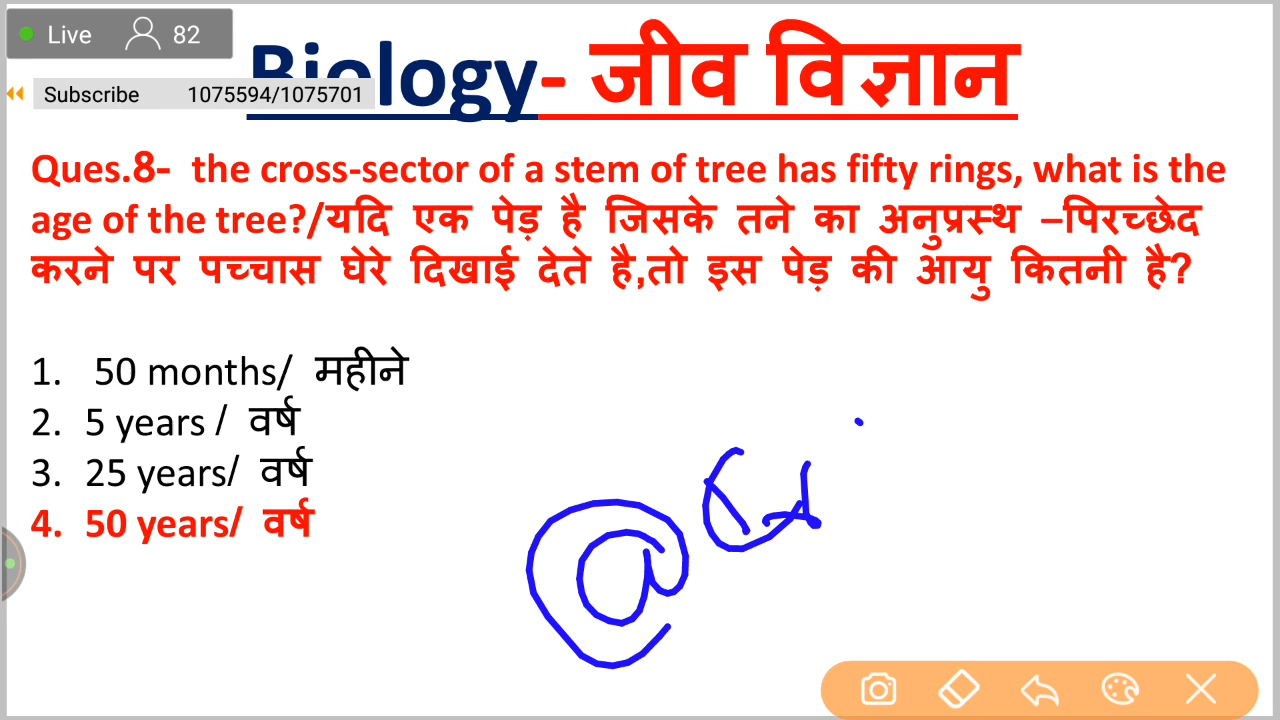 Live 82
Biology- जीव विज्ञान
Subscribe 1075594/1075701
Ques.8- the cross-sector of a stem of tree has fifty rings, what is the
age of the tree?/यदि एक पेड़ है जिसके तने का अनुप्रस्थ –पिरच्छेद
करने पर पच्चास घेरे दिखाई देते है,तो इस पेड़ की आयु कितनी है?
1. 50 months/ महीने
2. 5 years / वर्ष
3. 25 years/ वर्ष
4. 50 years/ वर्ष
@